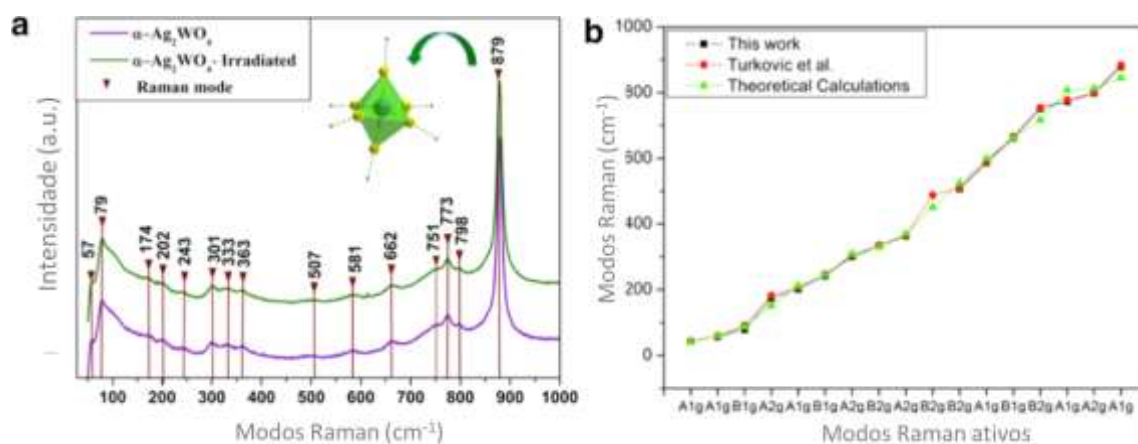 a
α–Ag₂WO₄
α–Ag₂WO₄- Irradiated
Raman mode
Intensidade (a.u.)
57
79
174
202
243
301
333
363
507
581
662
751
773
798
879
100 200 300 400 500 600 700 800 900 1000
Modos Raman (cm⁻¹)
b
This work
Turkovic et al.
Theoretical Calculations
Modos Raman (cm⁻¹)
1000
800
600
400
200
0
A1g A1g B1g A2g A1g B1g A2g B2g A2g B2g B2g A1g B1g B2g A1g A2g A1g
Modos Raman ativos